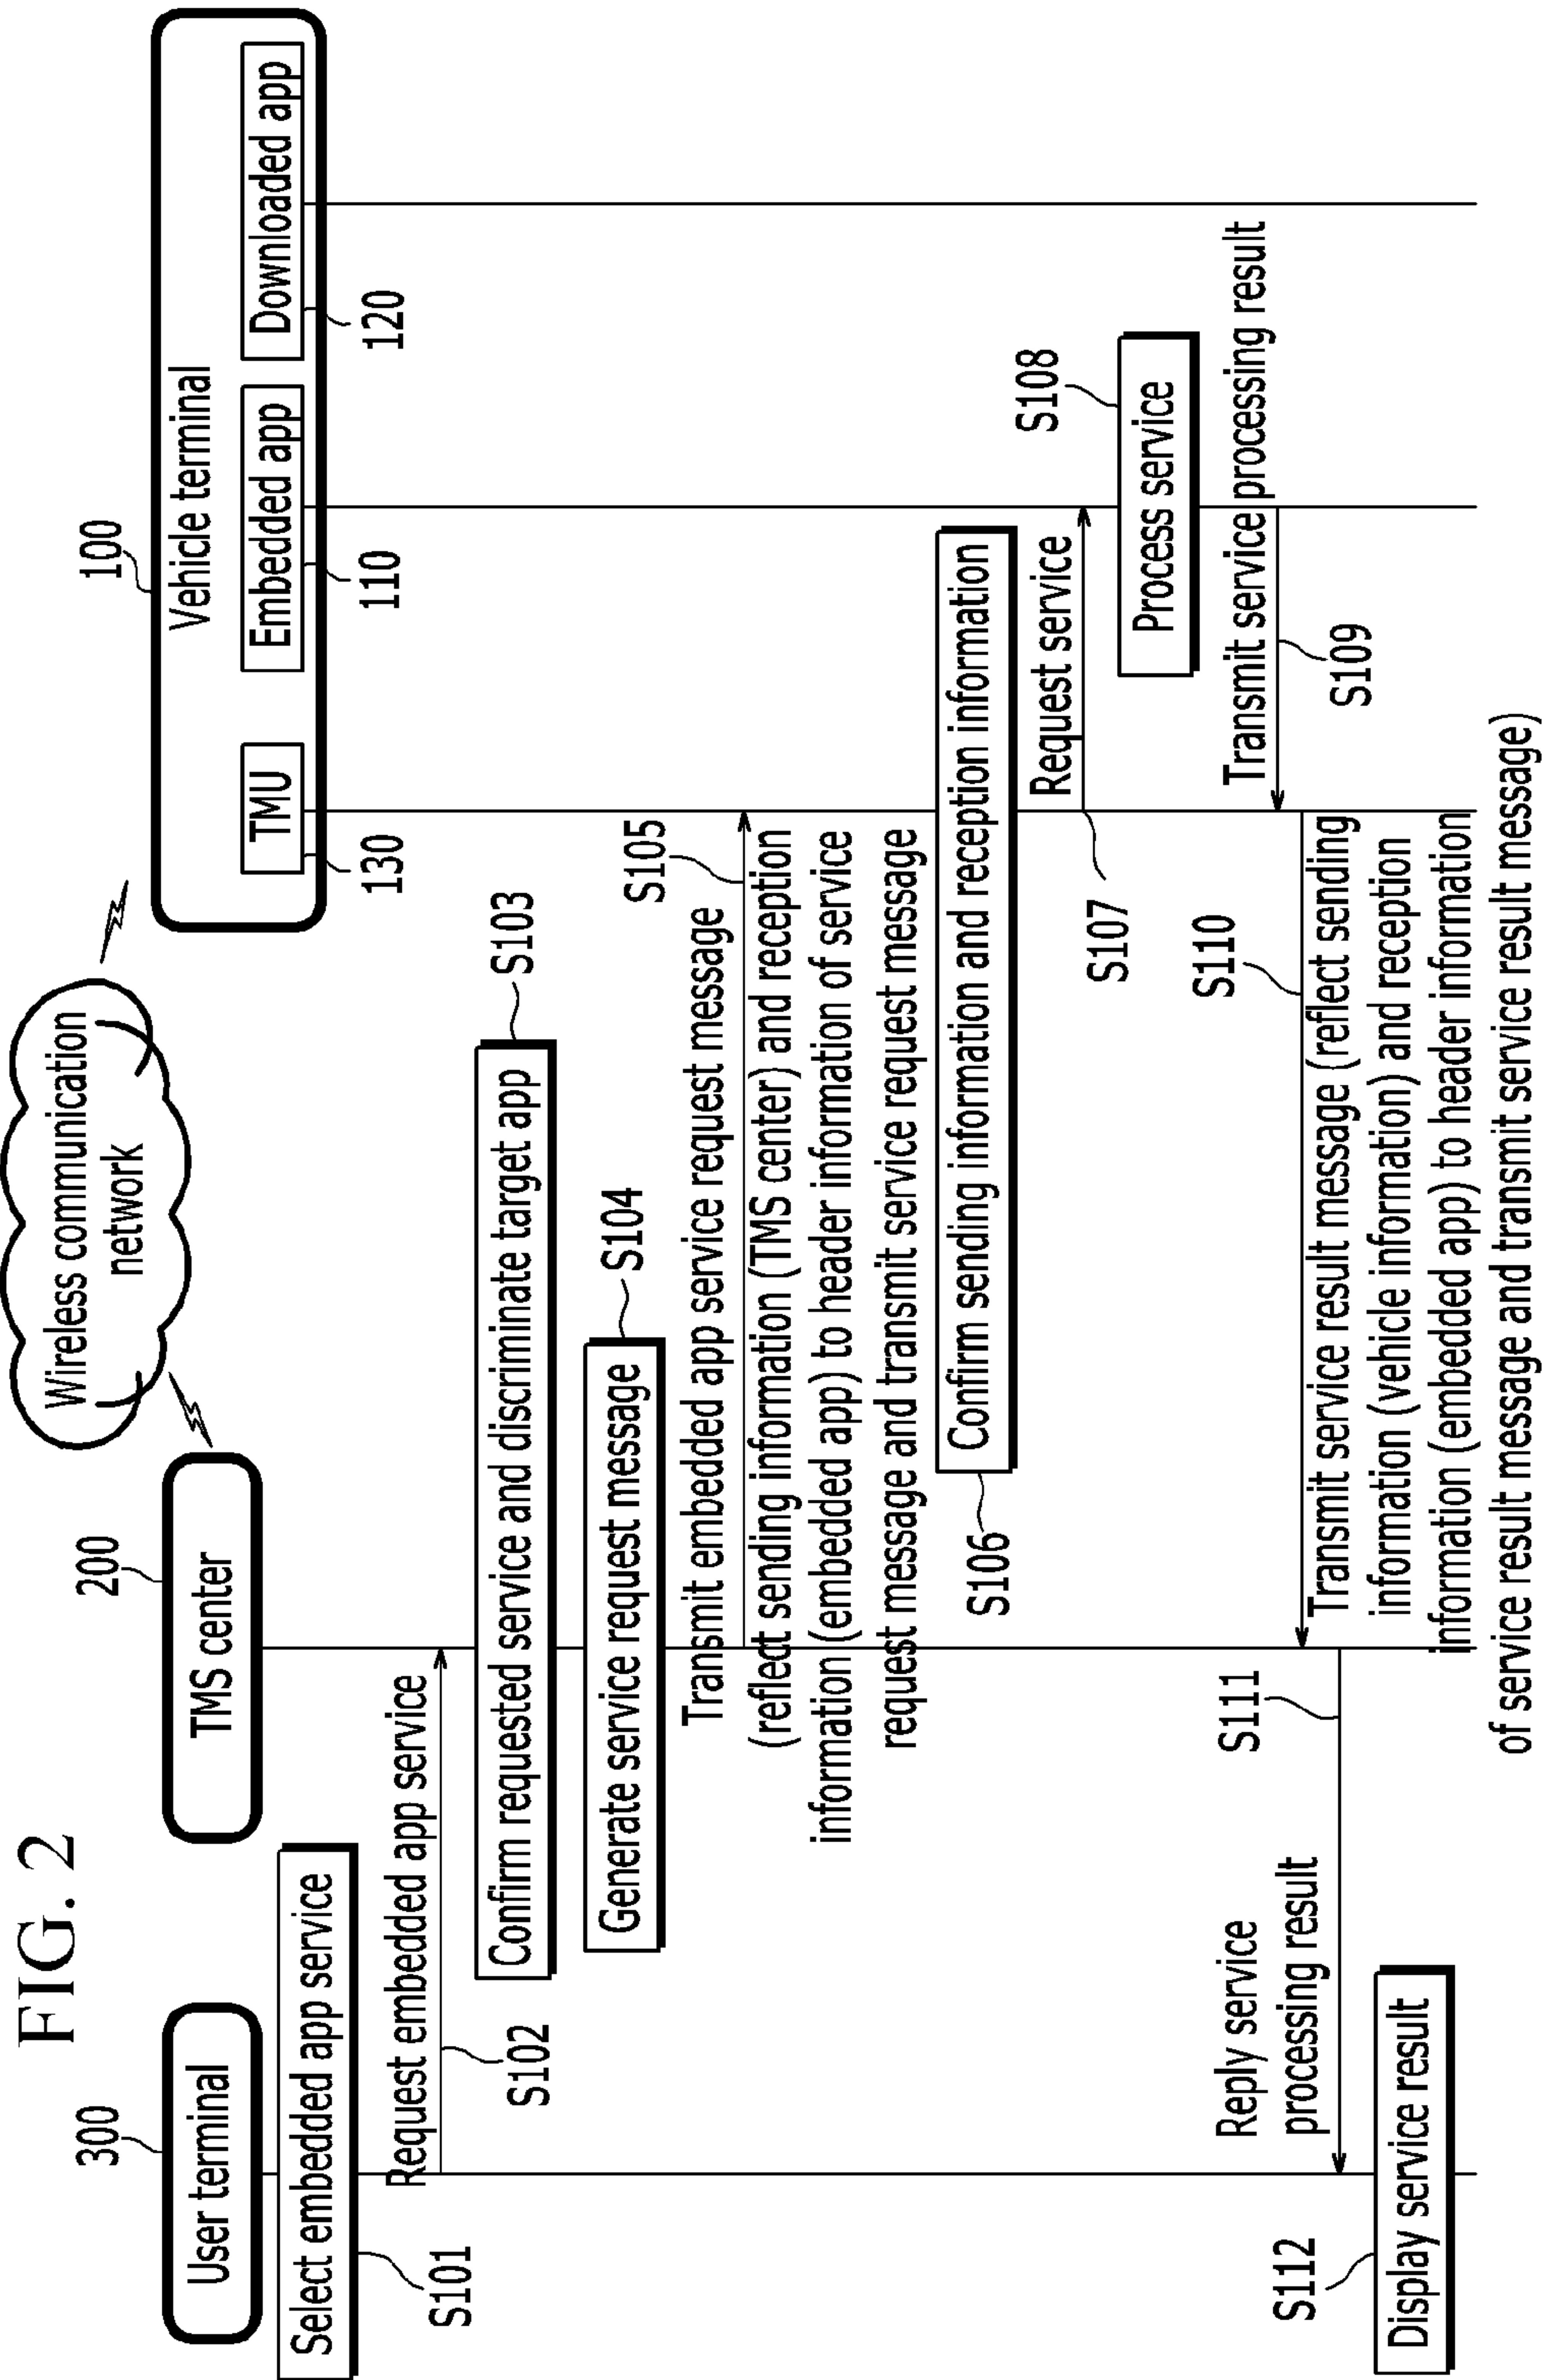 FIG. 2
Wireless communication
network
300
User terminal
200
TMS center
100
Vehicle terminal
TMU
Embedded app
Downloaded app
130
110
120
Select embedded app service
S101
Request embedded app service
S102
Confirm requested service and discriminate target app
S103
Generate service request message
S104
S105
Transmit embedded app service request message
(reflect sending information (TMS center) and reception
information (embedded app) to header information of service
request message and transmit service request message
Confirm sending information and reception information
S106
Request service
S107
S108
Process service
Transmit service processing result
S109
S110
Transmit service result message (reflect sending
information (vehicle information) and reception
information (embedded app) to header information
of service result message and transmit service result message)
S111
Reply service
processing result
S112
Display service result